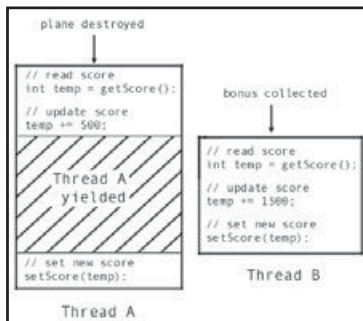 plane destroyed
// read score
int temp = getScore();
// update score
temp += 500;
Thread A
yielded
// set new score
setScore(temp);
Thread A
bonus collected
// read score
int temp = getScore();
// update score
temp += 1500;
// set new score
setScore(temp);
Thread B